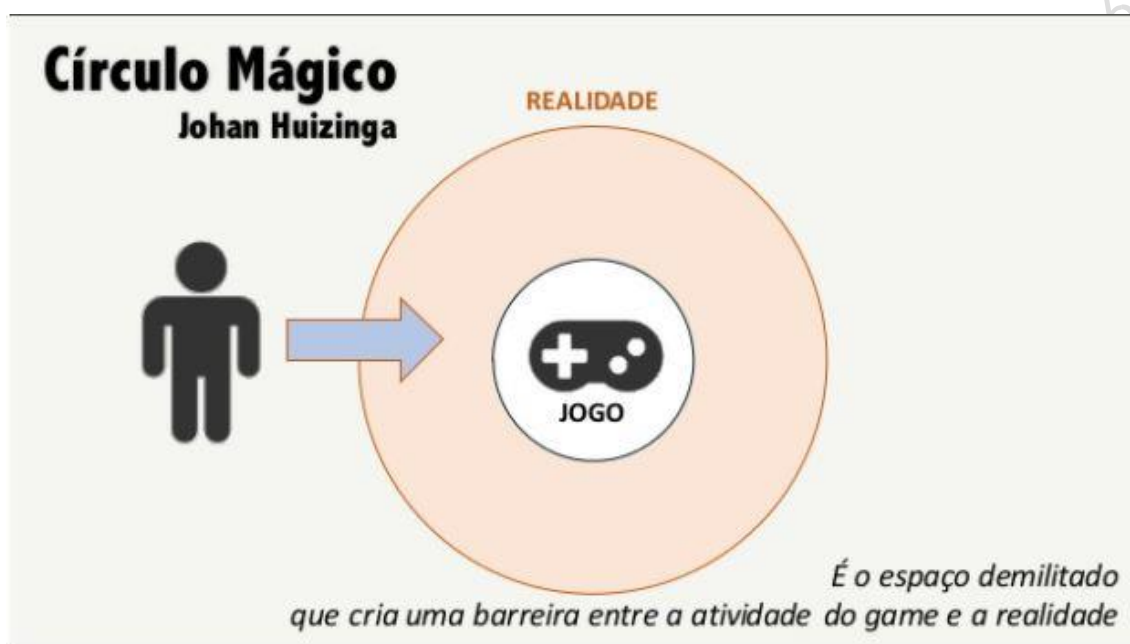 Círculo Mágico
Johan Huizinga
REALIDADE
JOGO
É o espaço demilitado
que cria uma barreira entre a atividade do game e a realidade